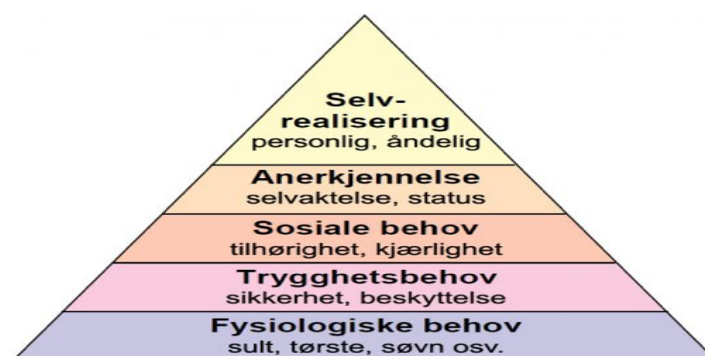 Selv-
realisering
personlig, åndelig
Anerkjennelse
selvaktelse, status
Sosiale behov
tilhørighet, kjærlighet
Trygghetsbehov
sikkerhet, beskyttelse
Fysiologiske behov
sult, tørste, søvn osv.